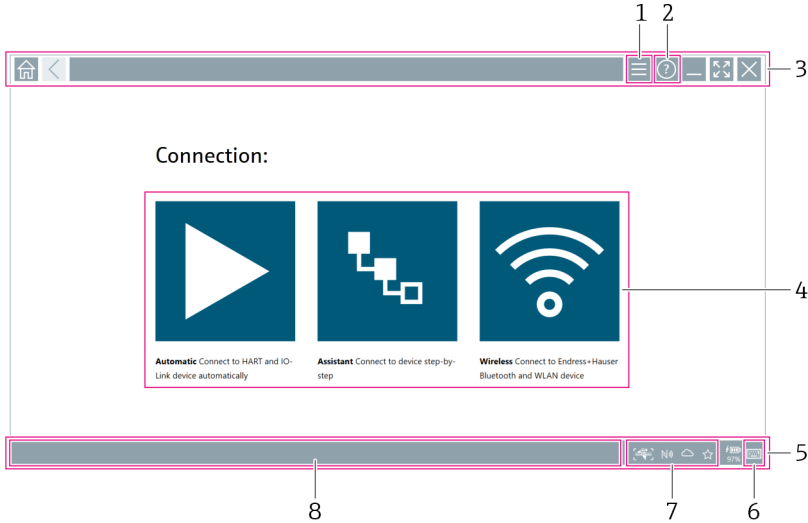 1 2
3
Connection:
4
Automatic Connect to HART and IO-
Link device automatically
Assistant Connect to device step-by-
step
Wireless Connect to Endress+Hauser
Bluetooth and WLAN device
97%
5
8 7 6